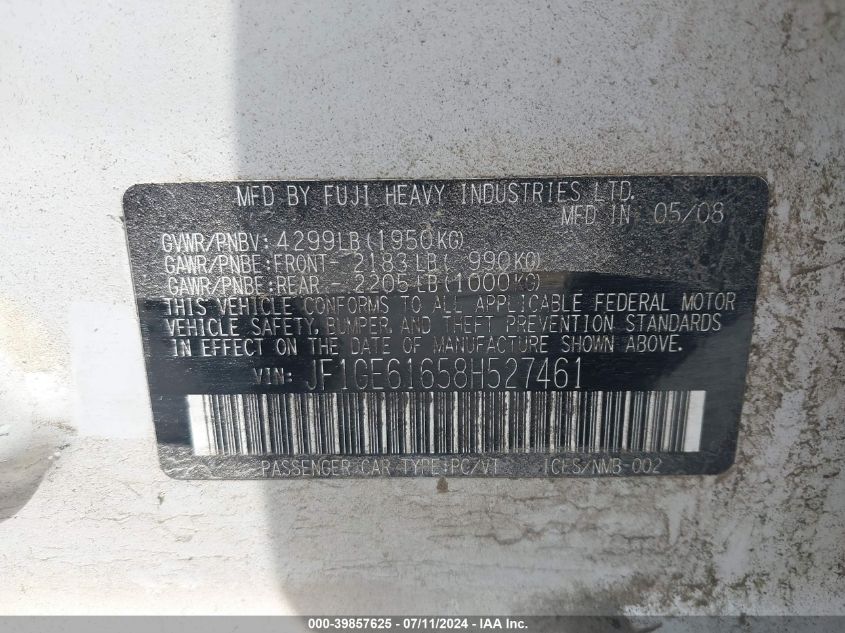 MFD BY FUJI HEAVY INDUSTRIES LTD.
MFD IN 05/08
GVWR/PNBV: 4299LB(1950KG)
GAWR/PNBE:FRONT- 2183LB( 990KG)
GAWR/PNBE:REAR - 2205LB(1000KG)
THIS VEHICLE CONFORMS TO ALL APPLICABLE FEDERAL MOTOR
VEHICLE SAFETY, BUMPER, AND THEFT PREVENTION STANDARDS
IN EFFECT ON THE DATE OF MANUFACTURE SHOWN ABOVE.
VIN: JF1GE61658H527461
PASSENGER CAR TYPE:PC/VT ICES/NMB-002
000-39857625 - 07/11/2024 - IAAI.COM